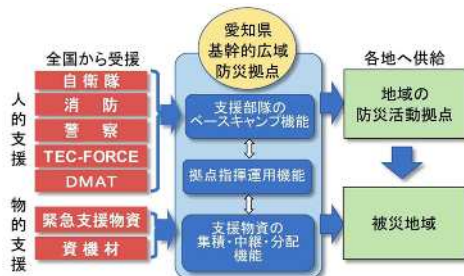 全国から受援
人的支援
自衛隊
消防
警察
TEC-FORCE
DMAT
物的支援
緊急支援物資
資機材
愛知県
基幹的広域
防災拠点
支援部隊の
ベースキャンプ機能
拠点指揮運用機能
支援物資の
集積・中継・分配
機能
各地へ供給
地域の
防災活動拠点
被災地域